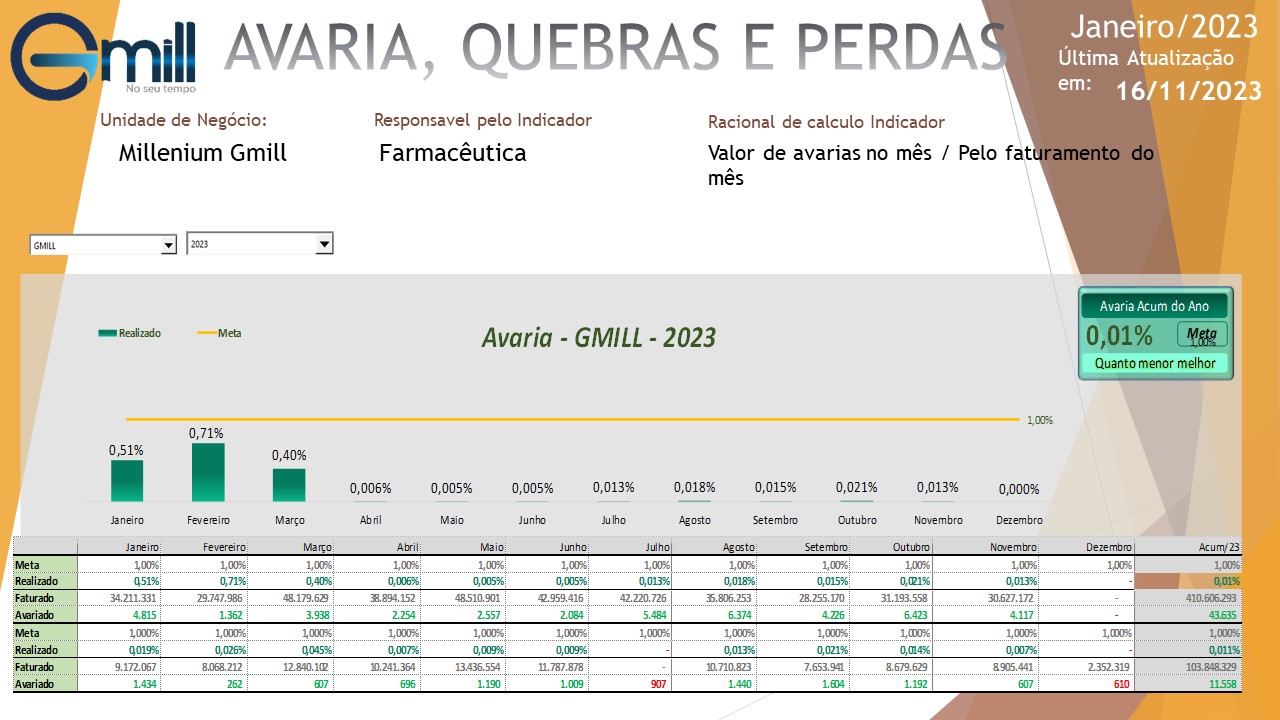 Gmill
No seu tempo
AVARIA, QUEBRAS E PERDAS
Janeiro/2023
Última Atualização
em: 16/11/2023
Unidade de Negócio:
Responsavel pelo Indicador
Racional de calculo Indicador
Millenium Gmill
Farmacêutica
Valor de avarias no mês / Pelo faturamento do
mês
GMILL
2023
Realizado
Meta
Avaria - GMILL - 2023
Avaria Acum do Ano
0,01%
Meta
1,00%
Quanto menor melhor
1,00%
0,51% 0,71% 0,40% 0,006% 0,005% 0,005% 0,013% 0,018% 0,015% 0,021% 0,013% 0,000%
Janeiro Fevereiro Março Abril Maio Junho Julho Agosto Setembro Outubro Novembro Dezembro
Janeiro Fevereiro Março Abril Maio Junho Julho Agosto Setembro Outubro Novembro Dezembro Acum/23
Meta 1,00% 1,00% 1,00% 1,00% 1,00% 1,00% 1,00% 1,00% 1,00% 1,00% 1,00% 1,00% 1,00%
Realizado 0,51% 0,71% 0,40% 0,006% 0,005% 0,005% 0,013% 0,018% 0,015% 0,021% 0,013% - 0,01%
Faturado 34.211.331 29.747.986 48.179.629 38.894.152 48.510.901 42.959.416 42.220.726 35.806.253 28.255.170 31.193.558 30.627.172 - 410.606.293
Avariado 4.815 1.362 3.938 2.254 2.557 2.084 5.484 6.374 4.226 6.423 4.117 - 43.635
Meta 1,000% 1,000% 1,000% 1,000% 1,000% 1,000% 1,000% 1,000% 1,000% 1,000% 1,000% 1,000% 1,000%
Realizado 0,019% 0,026% 0,045% 0,007% 0,009% 0,009% - 0,013% 0,021% 0,014% 0,007% - 0,011%
Faturado 9.172.067 8.068.212 12.840.102 10.241.364 13.436.554 11.787.878 - 10.710.823 7.653.941 8.679.629 8.905.441 2.352.319 103.848.329
Avariado 1.434 262 607 696 1.190 1.009 907 1.440 1.604 1.192 607 610 11.558